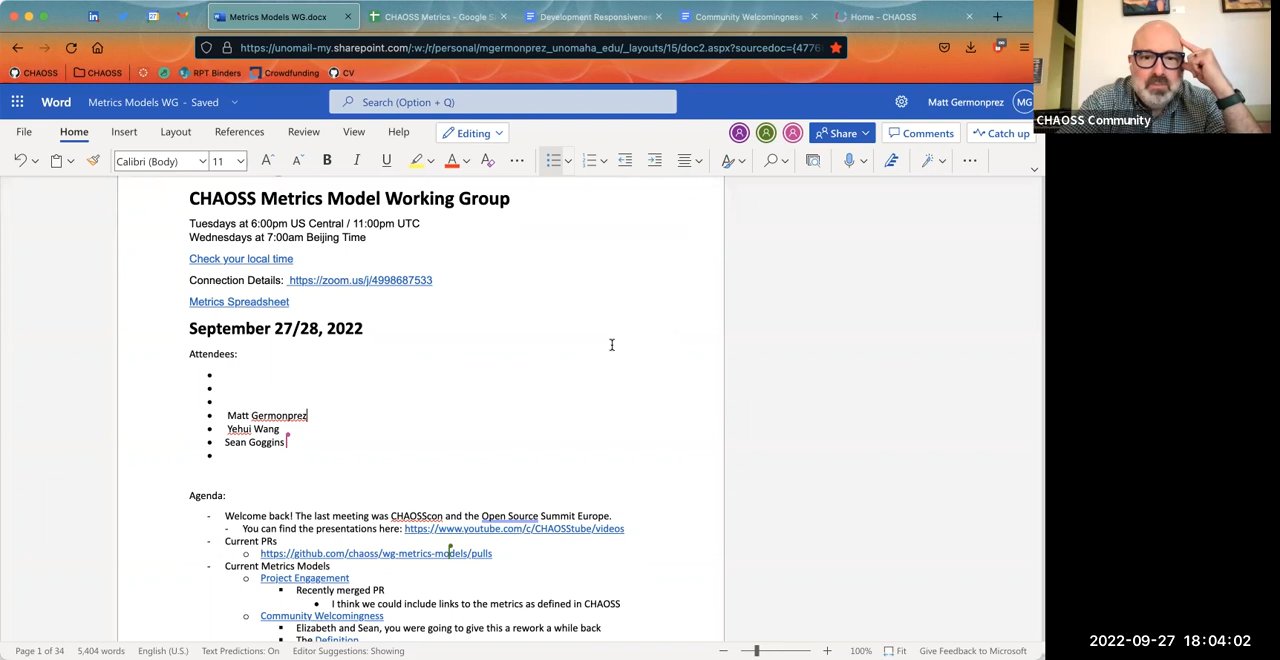 Metrics Models WG.docx
CHAOSS Metrics - Google S
Development Responsivenes
Community Welcomingness
Home - CHAOSS
https://unomail-my.sharepoint.com/:w:/r/personal/mgermonprez_unomaha_edu/_layouts/15/doc2.aspx?sourcedoc={4776
CHAOSS
CHAOSS
RPT Binders
Crowdfunding
CV
Word
Metrics Models WG - Saved
Search (Option + Q)
Matt Germonprez
MG
CHAOSS Community
File
Home
Insert
Layout
References
Review
View
Help
Editing
Share
Comments
Catch up
Calibri (Body)
11
CHAOSS Metrics Model Working Group
Tuesdays at 6:00pm US Central / 11:00pm UTC
Wednesdays at 7:00am Beijing Time
Check your local time
Connection Details: https://zoom.us/j/4998687533
Metrics Spreadsheet
September 27/28, 2022
Attendees:
Matt Germonprez
Yehui Wang
Sean Goggins
Agenda:
- Welcome back! The last meeting was CHAOSScon and the Open Source Summit Europe.
- You can find the presentations here: https://www.youtube.com/c/CHAOSStube/videos
- Current PRs
o https://github.com/chaoss/wg-metrics-models/pulls
- Current Metrics Models
o Project Engagement
Recently merged PR
I think we could include links to the metrics as defined in CHAOSS
o Community Welcomingness
Elizabeth and Sean, you were going to give this a rework a while back
The Definition
Page 1 of 34
5,404 words
English (U.S.)
Text Predictions: On
Editor Suggestions: Showing
100%
Fit
Give Feedback to Microsoft
2022-09-27 18:04:02